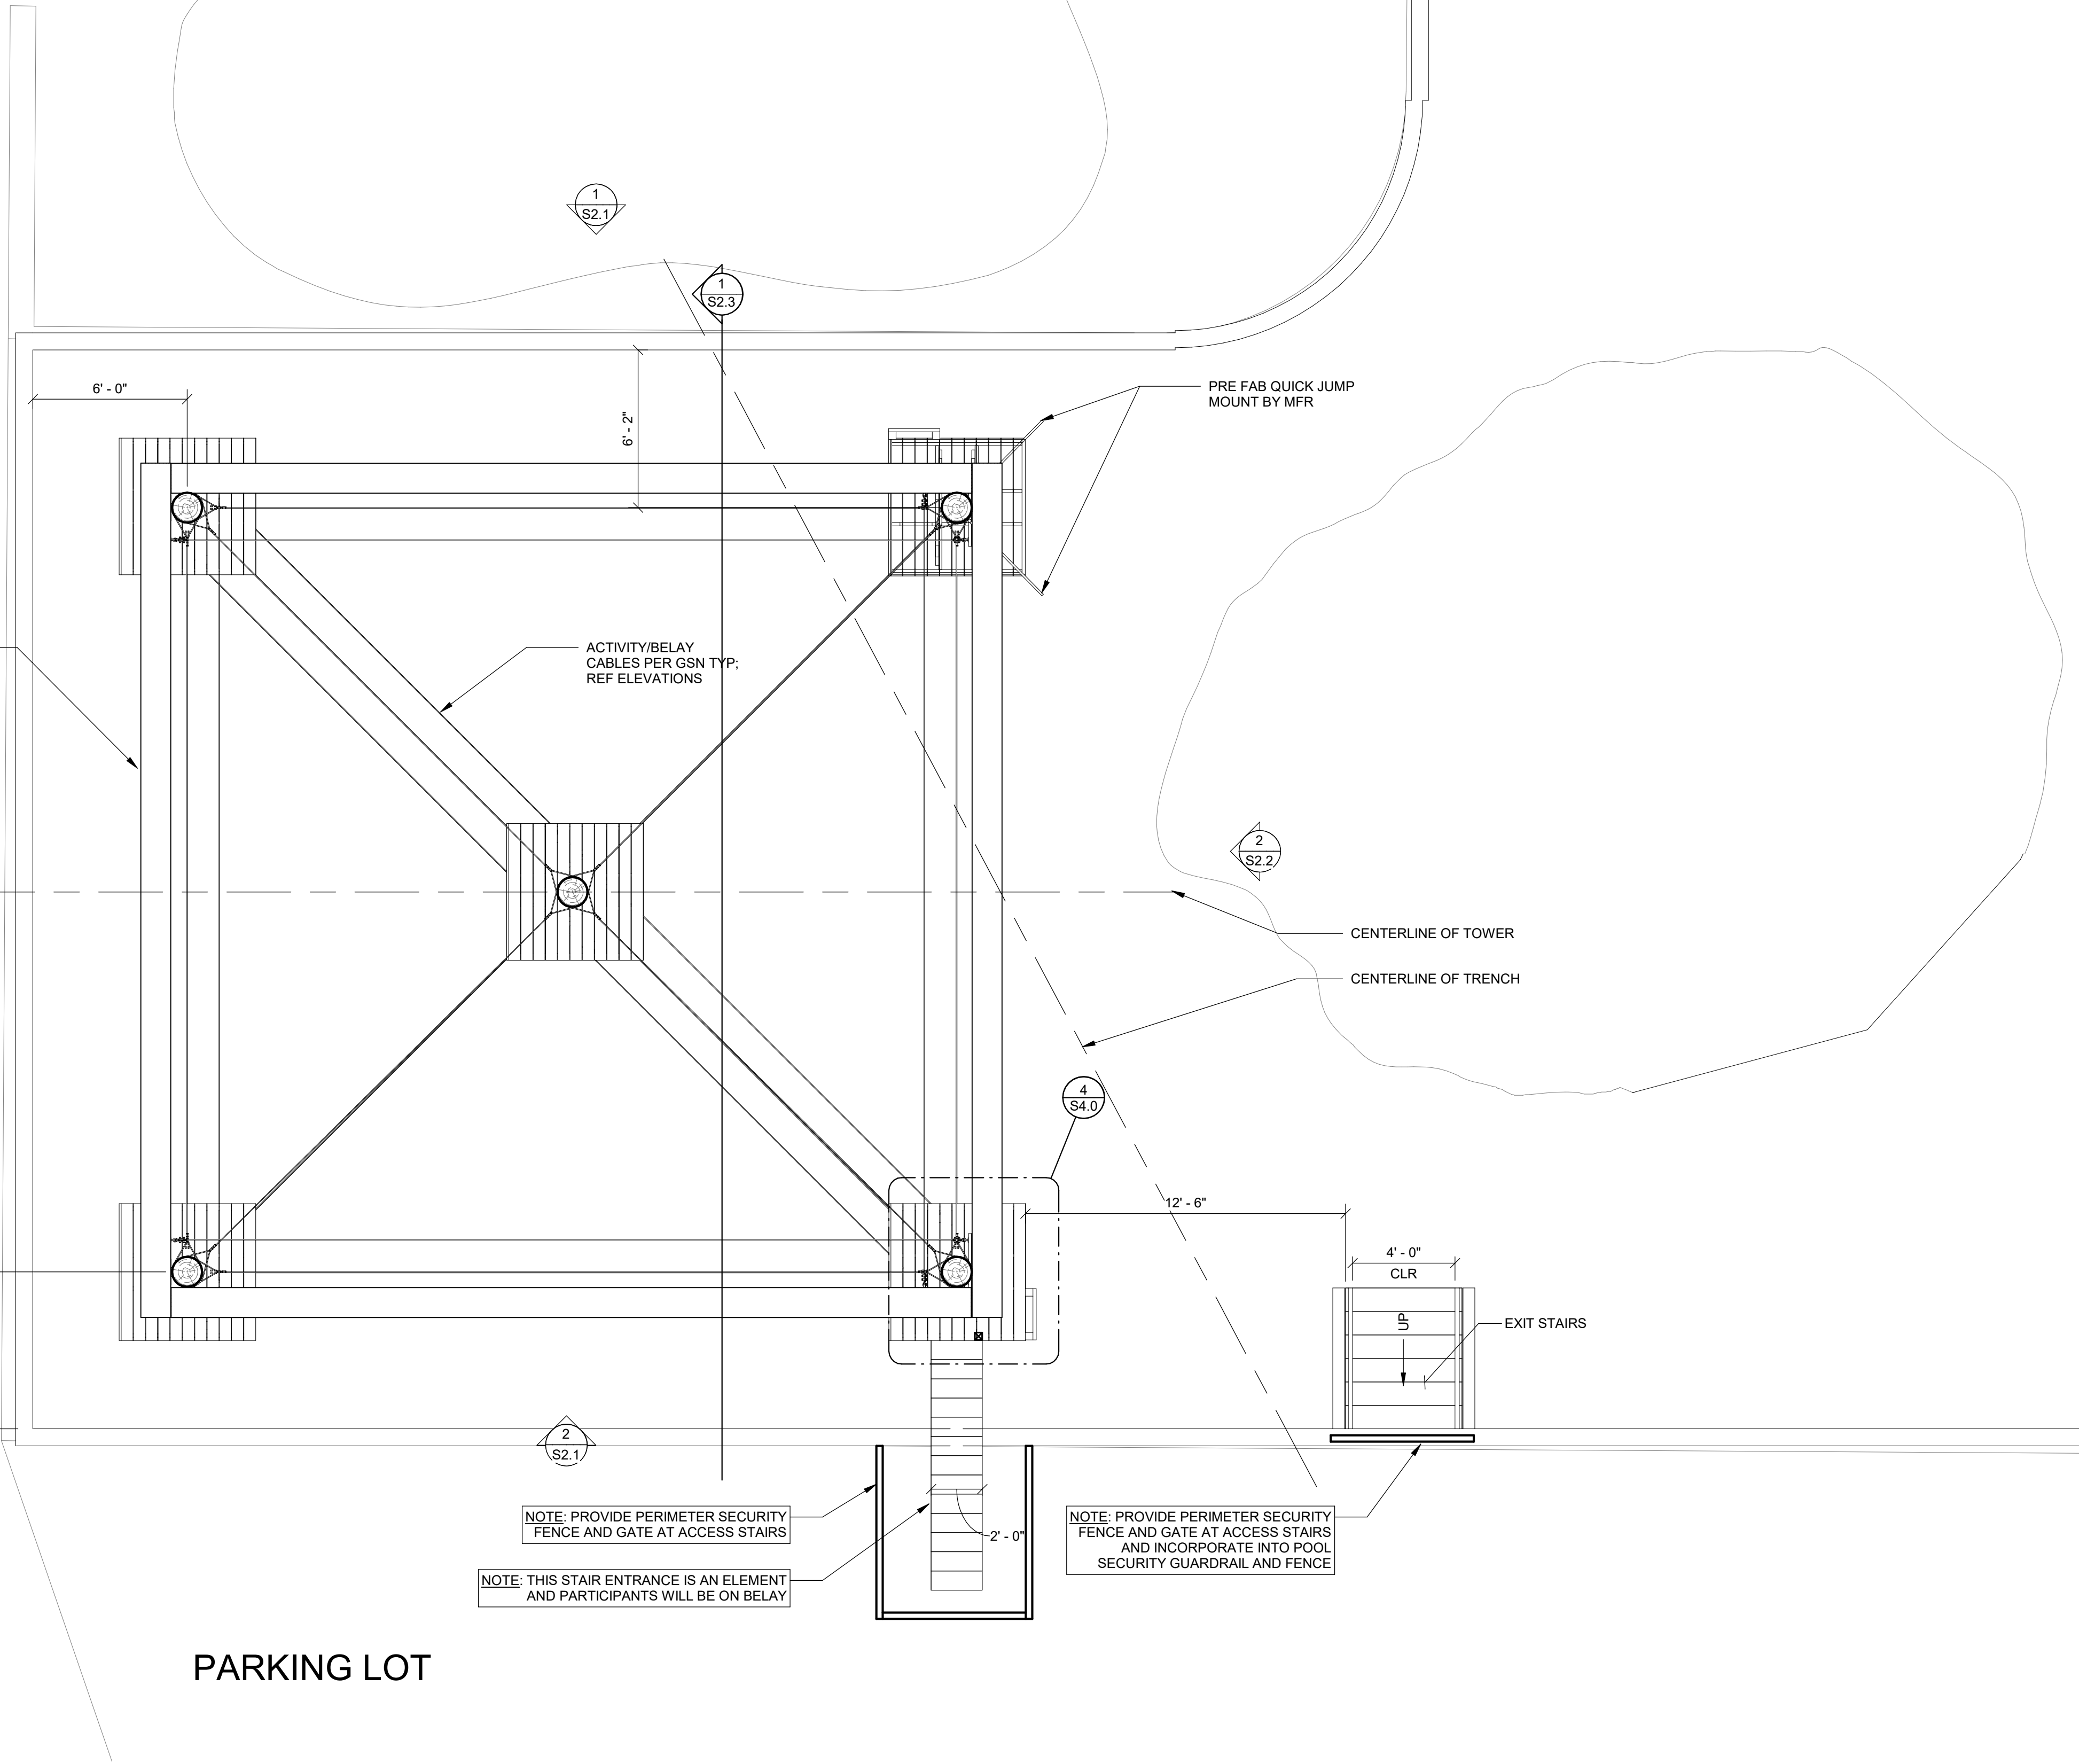 1
S2.1
1
S2.3
6' - 0"
6' - 2"
PRE FAB QUICK JUMP
MOUNT BY MFR
ACTIVITY/BELAY
CABLES PER GSN TYP;
REF ELEVATIONS
2
S2.2
CENTERLINE OF TOWER
CENTERLINE OF TRENCH
4
S4.0
12' - 6"
4' - 0"
CLR
UP
EXIT STAIRS
2
S2.1
NOTE: PROVIDE PERIMETER SECURITY
FENCE AND GATE AT ACCESS STAIRS
2' - 0"
NOTE: PROVIDE PERIMETER SECURITY
FENCE AND GATE AT ACCESS STAIRS
AND INCORPORATE INTO POOL
SECURITY GUARDRAIL AND FENCE
NOTE: THIS STAIR ENTRANCE IS AN ELEMENT
AND PARTICIPANTS WILL BE ON BELAY
PARKING LOT